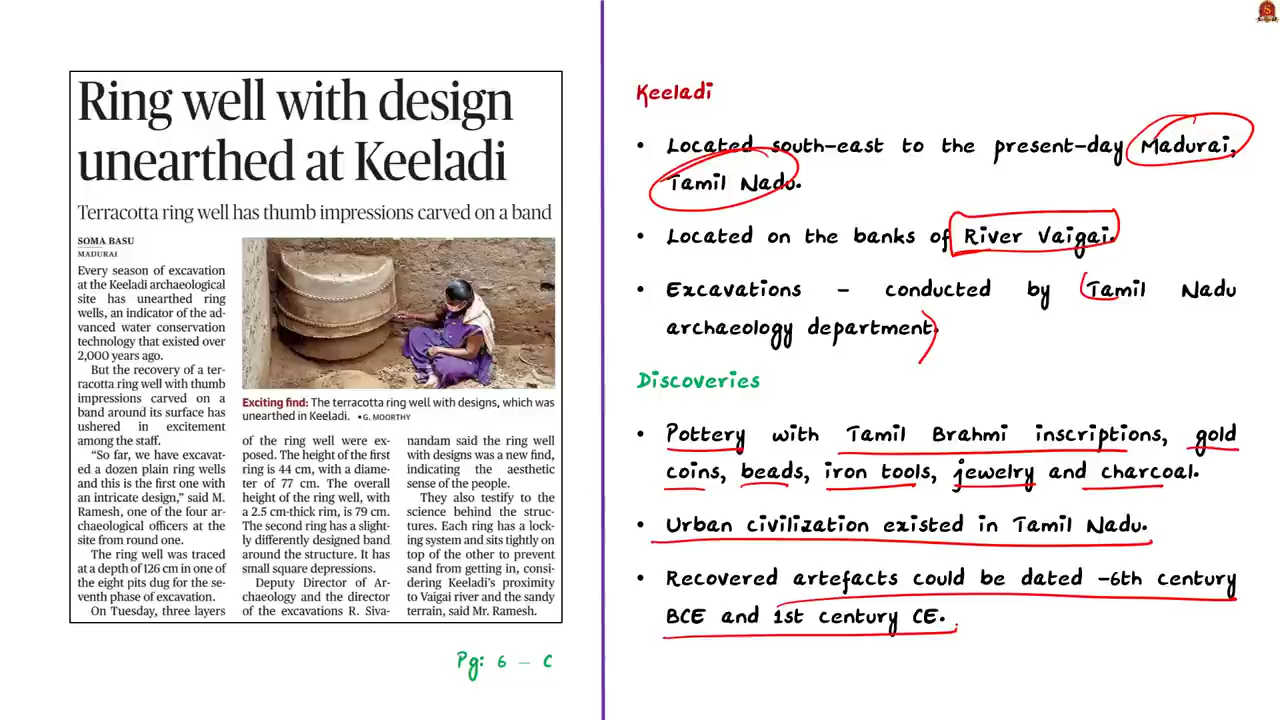 Ring well with design
unearthed at Keeladi
Terracotta ring well has thumb impressions carved on a band
SOMA BASU
MADURAI
Every season of excavation
at the Keeladi archaeological
site has unearthed ring
wells, an indicator of the ad-
vanced water conservation
technology that existed over
2,000 years ago.
But the recovery of a ter-
racotta ring well with thumb
impressions carved on a
band around its surface has
ushered in excitement
among the staff.
“So far, we have excavat-
ed a dozen plain ring wells
and this is the first one with
an intricate design,” said M.
Ramesh, one of the four ar-
chaeological officers at the
site from round one.
The ring well was traced
at a depth of 126 cm in one of
the eight pits dug for the se-
venth phase of excavation.
On Tuesday, three layers
Exciting find: The terracotta ring well with designs, which was
unearthed in Keeladi. •G. MOORTHY
of the ring well were ex-
posed. The height of the first
ring is 44 cm, with a diame-
ter of 77 cm. The overall
height of the ring well, with
a 2.5 cm-thick rim, is 79 cm.
The second ring has a slight-
ly differently designed band
around the structure. It has
small square depressions.
Deputy Director of Ar-
chaeology and the director
of the excavations R. Siva-
nandam said the ring well
with designs was a new find,
indicating the aesthetic
sense of the people.
They also testify to the
science behind the struc-
tures. Each ring has a lock-
ing system and sits tightly on
top of the other to prevent
sand from getting in, consi-
dering Keeladi’s proximity
to Vaigai river and the sandy
terrain, said Mr. Ramesh.
Pg: 6 – C
Keeladi
• Located south-east to the present-day Madurai,
Tamil Nadu.
• Located on the banks of River Vaigai.
• Excavations – conducted by Tamil Nadu
archaeology department.
Discoveries
• Pottery with Tamil Brahmi inscriptions, gold
coins, beads, iron tools, jewelry and charcoal.
• Urban civilization existed in Tamil Nadu.
• Recovered artefacts could be dated -6th century
BCE and 1st century CE.